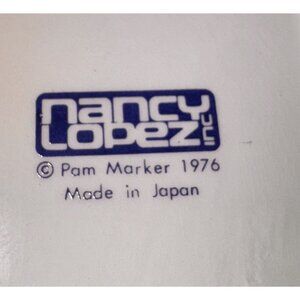 nancy
Lopez inc
© Pam Marker 1976
Made in Japan